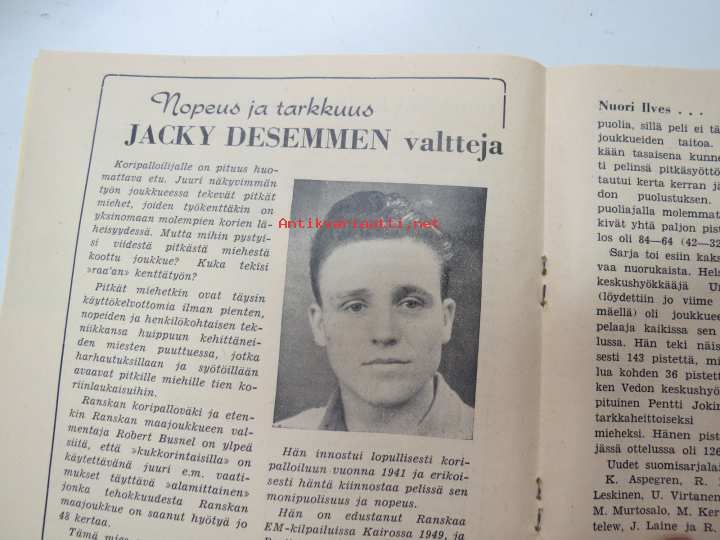 Nopeus ja tarkkuus
JACKY DESEMMEN valtteja
Koripalloilijalle on pituus huo-
mattava etu. Juuri näkyvimmän
työn joukkueessa tekevät pitkät
miehet, joiden työkenttäkin on
yksinomaan molempien korien lä-
heisyydessä. Mutta mihin pystyi-
si viidestä pitkästä miehestä
koottu joukkue? Kuka tekisi
»raa'an» kenttätyön?
Pitkät miehetkin ovat täysin
käyttökelvottomia ilman pienten,
nopeiden ja henkilökohtaisen tek-
niikkansa huippuun kehittänei-
den miesten puuttuessa, jotka
harhautuksillaan ja syötöillään
avaavat pitkille miehille tien ko-
riinlaukaisuihin.
Ranskan koripalloväki ja eten-
kin Ranskan maajoukkueen val-
mentaja Robert Busnel on ylpeä
siitä, että »kukkorintasilla» on
käytettävänä juuri e.m. vaati-
mukset täyttävä »alamittainen»
jonka tehokkuudesta Ranskan
maajoukkue on saanut hyötyä jo
48 kertaa.
Tämä mies
Antikvariaatti.net
Hän innostui lopullisesti kori-
palloiluun vuonna 1941 ja erikoi-
sesti häntä kiinnostaa pelissä sen
monipuolisuus ja nopeus.
Hän on edustanut Ranskaa
EM-kilpailuissa Kairossa 1949, ja
Nuori Ilves . . .
puolia, sillä peli ei tä
joukkueiden taitoa.
kään tasaisena kunne
ti pelinsä pitkäsyöttö
tautui kerta kerran j
don puolustuksen.
puoliajalla molemmat
kivät yhtä paljon pist
los oli 84—64 (42—32
Sarja toi esiin kaks
vaa nuorukaista. Hels
keskushyökkääjä Ur
(löydettiin jo viime
mäellä) oli joukkuee
pelaaja kaikissa sen
lussa. Hän teki näis
sesti 143 pistettä, mi
lua kohden 36 pistet
ken Vedon keskushyö
pituinen Pentti Jokin
tarkkaheittoiseksi
mieheksi. Hänen pist
jässä ottelussa oli 126
Uudet suomisarjalai
K. Aspegren, R.
Leskinen, U. Virtanen
M. Murtosalo, M. Ker
telew, J. Laine ja R.